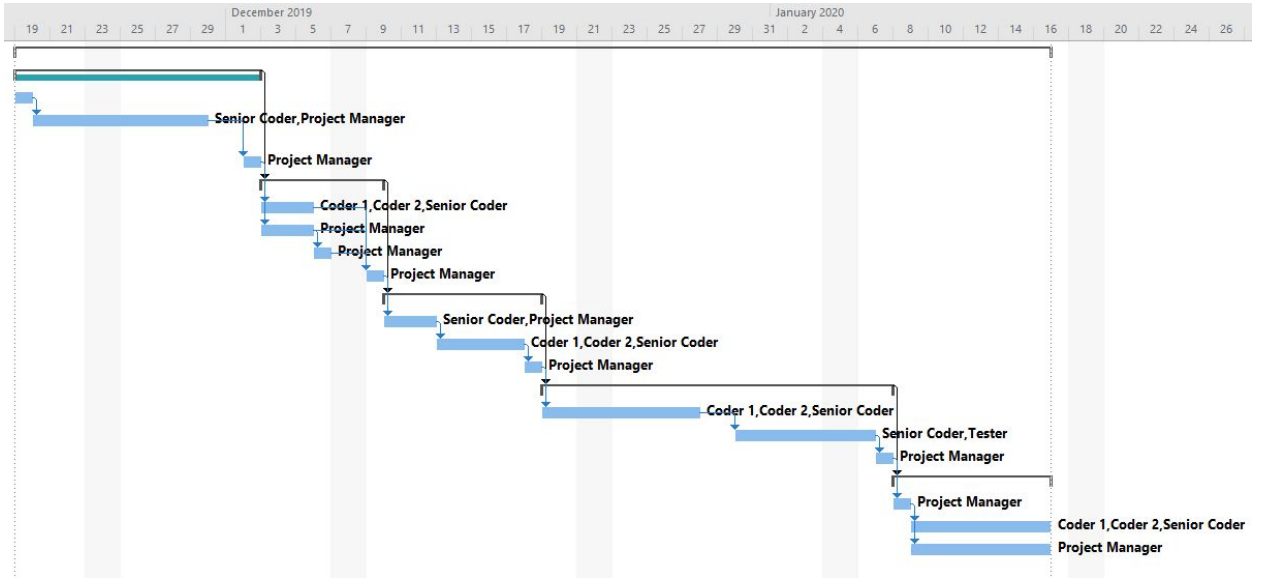 December 2019 January 2020
19 21 23 25 27 29 1 3 5 7 9 11 13 15 17 19 21 23 25 27 29 31 2 4 6 8 10 12 14 16 18 20 22 24 26
Senior Coder,Project Manager
Project Manager
Coder 1,Coder 2,Senior Coder
Project Manager
Project Manager
Project Manager
Senior Coder,Project Manager
Coder 1,Coder 2,Senior Coder
Project Manager
Coder 1,Coder 2,Senior Coder
Senior Coder,Tester
Project Manager
Project Manager
Coder 1,Coder 2,Senior Coder
Project Manager